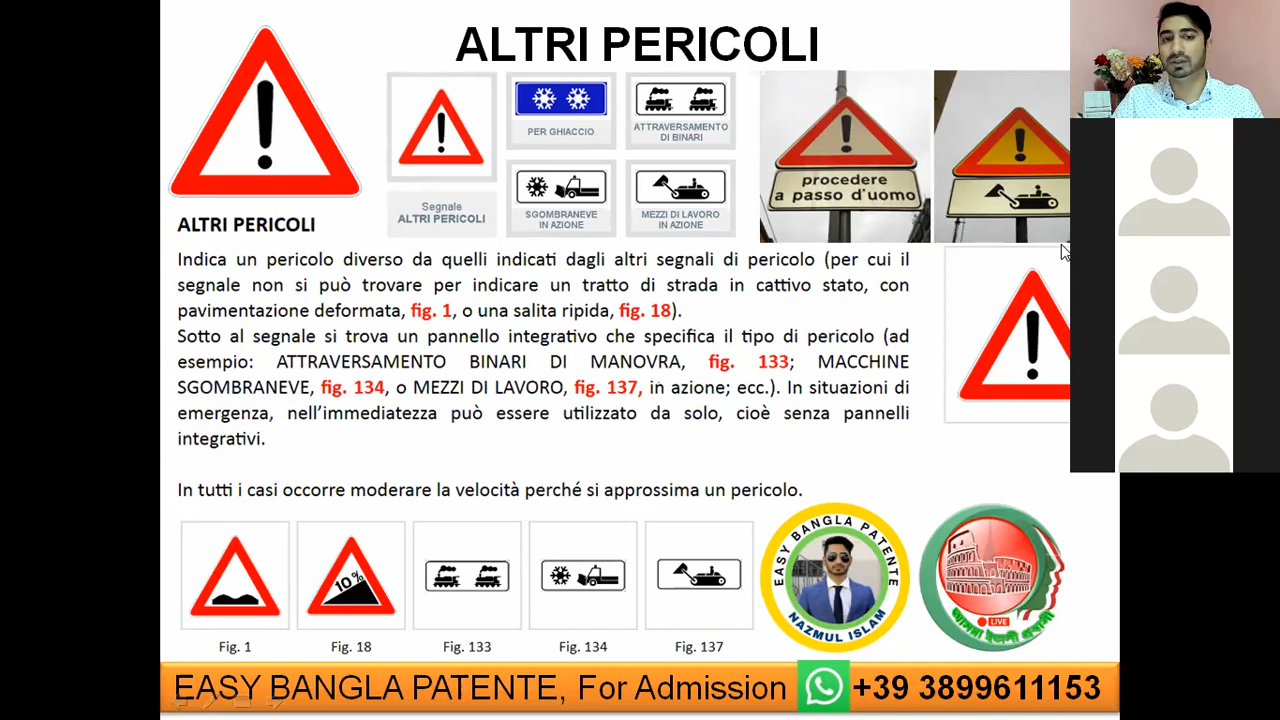 ALTRI PERICOLI
PER GHIACCIO
ATTRAVERSAMENTO
DI BINARI
Segnale
ALTRI PERICOLI
SGOMBRANEVE
IN AZIONE
MEZZI DI LAVORO
IN AZIONE
procedere
a passo d'uomo
ALTRI PERICOLI
Indica un pericolo diverso da quelli indicati dagli altri segnali di pericolo (per cui il
segnale non si può trovare per indicare un tratto di strada in cattivo stato, con
pavimentazione deformata, fig. 1, o una salita ripida, fig. 18).
Sotto al segnale si trova un pannello integrativo che specifica il tipo di pericolo (ad
esempio: ATTRAVERSAMENTO BINARI DI MANOVRA, fig. 133; MACCHINE
SGOMBRANEVE, fig. 134, o MEZZI DI LAVORO, fig. 137, in azione; ecc.). In situazioni di
emergenza, nell'immediatezza può essere utilizzato da solo, cioè senza pannelli
integrativi.
In tutti i casi occorre moderare la velocità perché si approssima un pericolo.
10%
Fig. 1
Fig. 18
Fig. 133
Fig. 134
Fig. 137
EASY BANGLA PATENTE
NAZMUL ISLAM
LIVE
আমরা ইতালী প্রবাসী
EASY BANGLA PATENTE, For Admission +39 3899611153